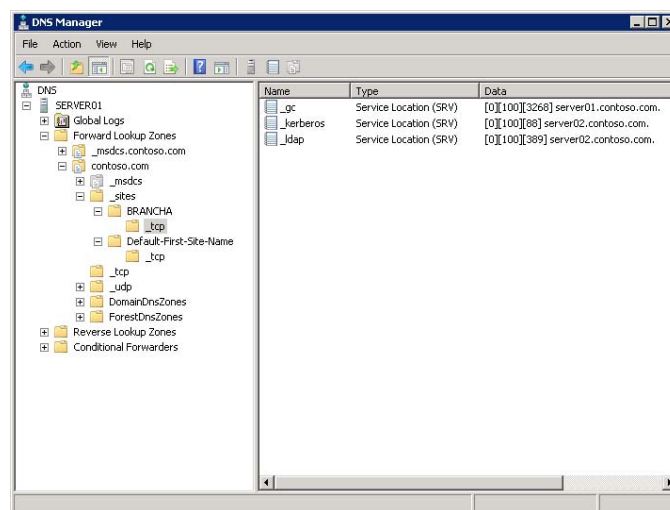 DNS Manager
File Action View Help
DNS
SERVER01
Global Logs
Forward Lookup Zones
_msdcs.contoso.com
contoso.com
_msdcs
_sites
BRANCHA
_tcp
Default-First-Site-Name
_tcp
_tcp
_udp
DomainDnsZones
ForestDnsZones
Reverse Lookup Zones
Conditional Forwarders
Name Type Data
_gc Service Location (SRV) [0][100][3268] server01.contoso.com.
_kerberos Service Location (SRV) [0][100][88] server02.contoso.com.
_ldap Service Location (SRV) [0][100][389] server02.contoso.com.